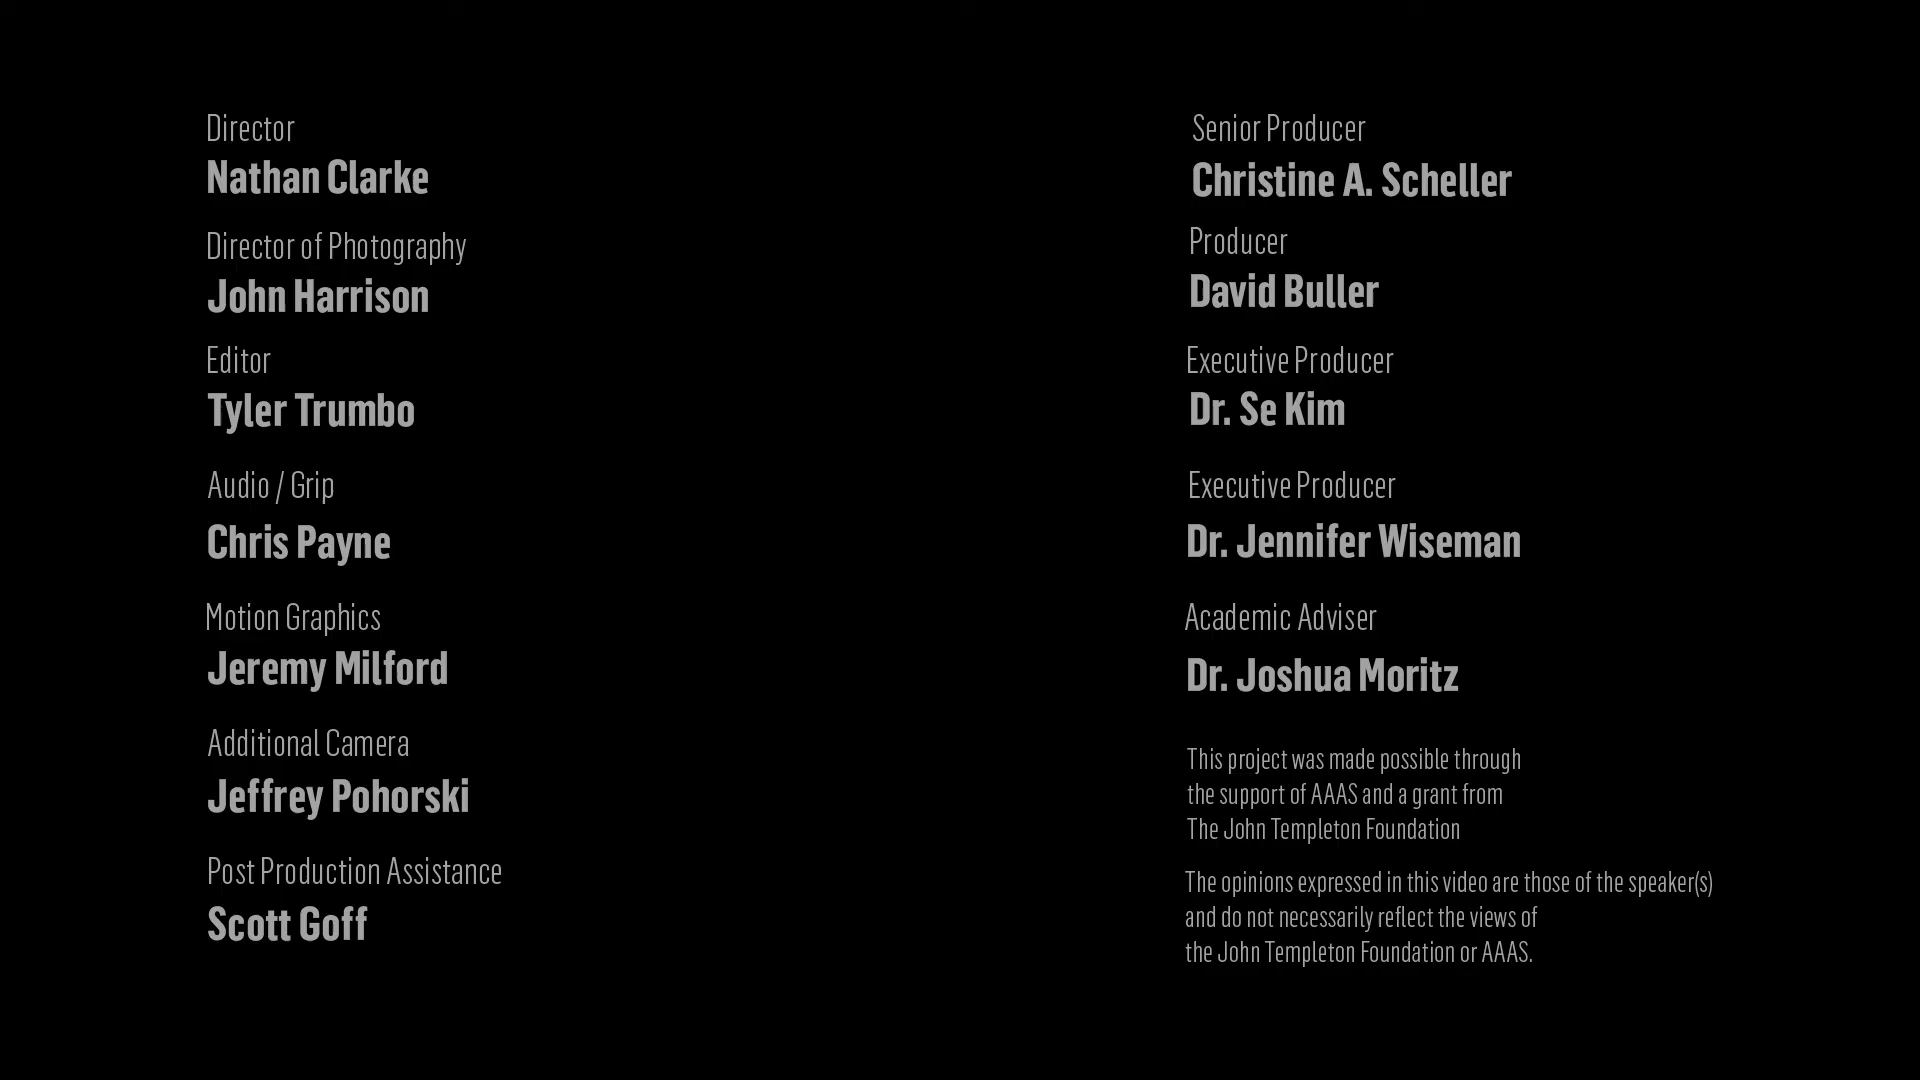 Director
Nathan Clarke
Director of Photography
John Harrison
Editor
Tyler Trumbo
Audio / Grip
Chris Payne
Motion Graphics
Jeremy Milford
Additional Camera
Jeffrey Pohorski
Post Production Assistance
Scott Goff
Senior Producer
Christine A. Scheller
Producer
David Buller
Executive Producer
Dr. Se Kim
Executive Producer
Dr. Jennifer Wiseman
Academic Adviser
Dr. Joshua Moritz
This project was made possible through
the support of AAAS and a grant from
The John Templeton Foundation
The opinions expressed in this video are those of the speaker(s)
and do not necessarily reflect the views of
the John Templeton Foundation or AAAS.